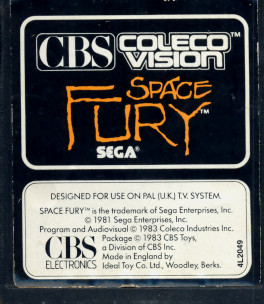 CBS COLECO VISION™
SPACE FURY™
SEGA®
DESIGNED FOR USE ON PAL (U.K.) T.V. SYSTEM.
SPACE FURY™ is the trademark of Sega Enterprises, Inc.
© 1981 Sega Enterprises, Inc.
Program and Audiovisual © 1983 Coleco Industries Inc.
Package © 1983 CBS Toys,
a Division of CBS Inc.
Made in England by
Ideal Toy Co. Ltd., Woodley, Berks.
CBS
ELECTRONICS
4L2049